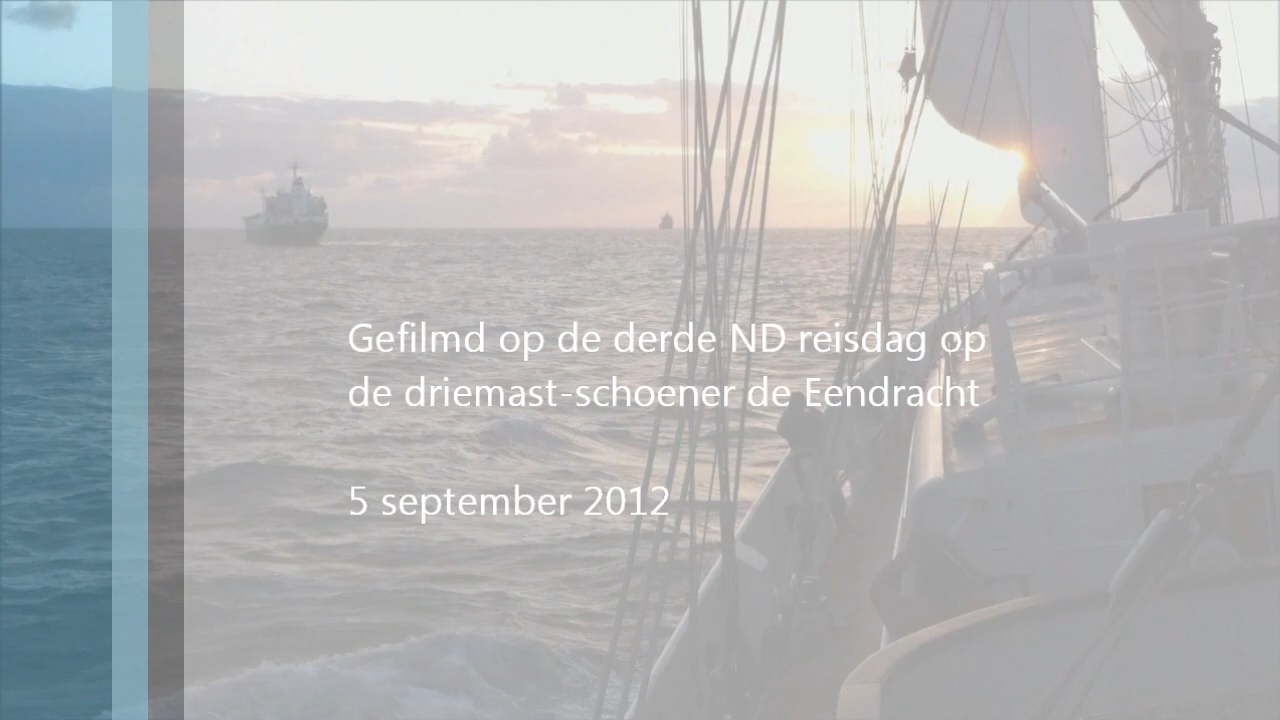 Gefilmd op de derde ND reisdag op
de driemast-schoener de Eendracht
5 september 2012